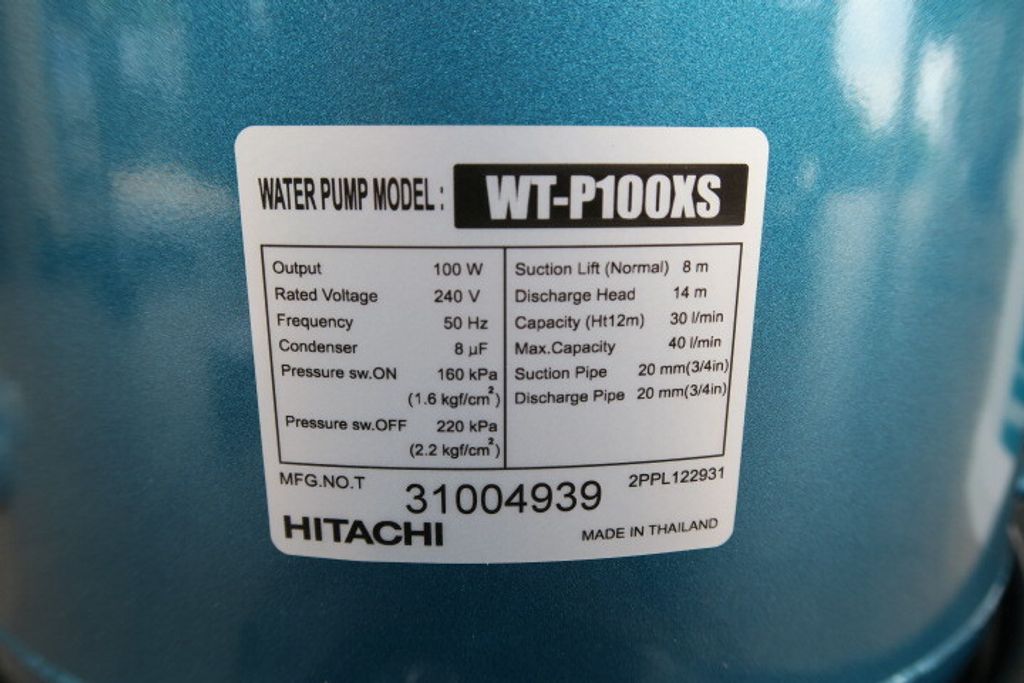 WATER PUMP MODEL : WT-P100XS
Output 100 W
Rated Voltage 240 V
Frequency 50 Hz
Condenser 8 µF
Pressure sw.ON 160 kPa
(1.6 kgf/cm²)
Pressure sw.OFF 220 kPa
(2.2 kgf/cm²)
Suction Lift (Normal) 8 m
Discharge Head 14 m
Capacity (Ht12m) 30 l/min
Max.Capacity 40 l/min
Suction Pipe 20 mm(3/4in)
Discharge Pipe 20 mm(3/4in)
MFG.NO.T 31004939 2PPL122931
HITACHI MADE IN THAILAND